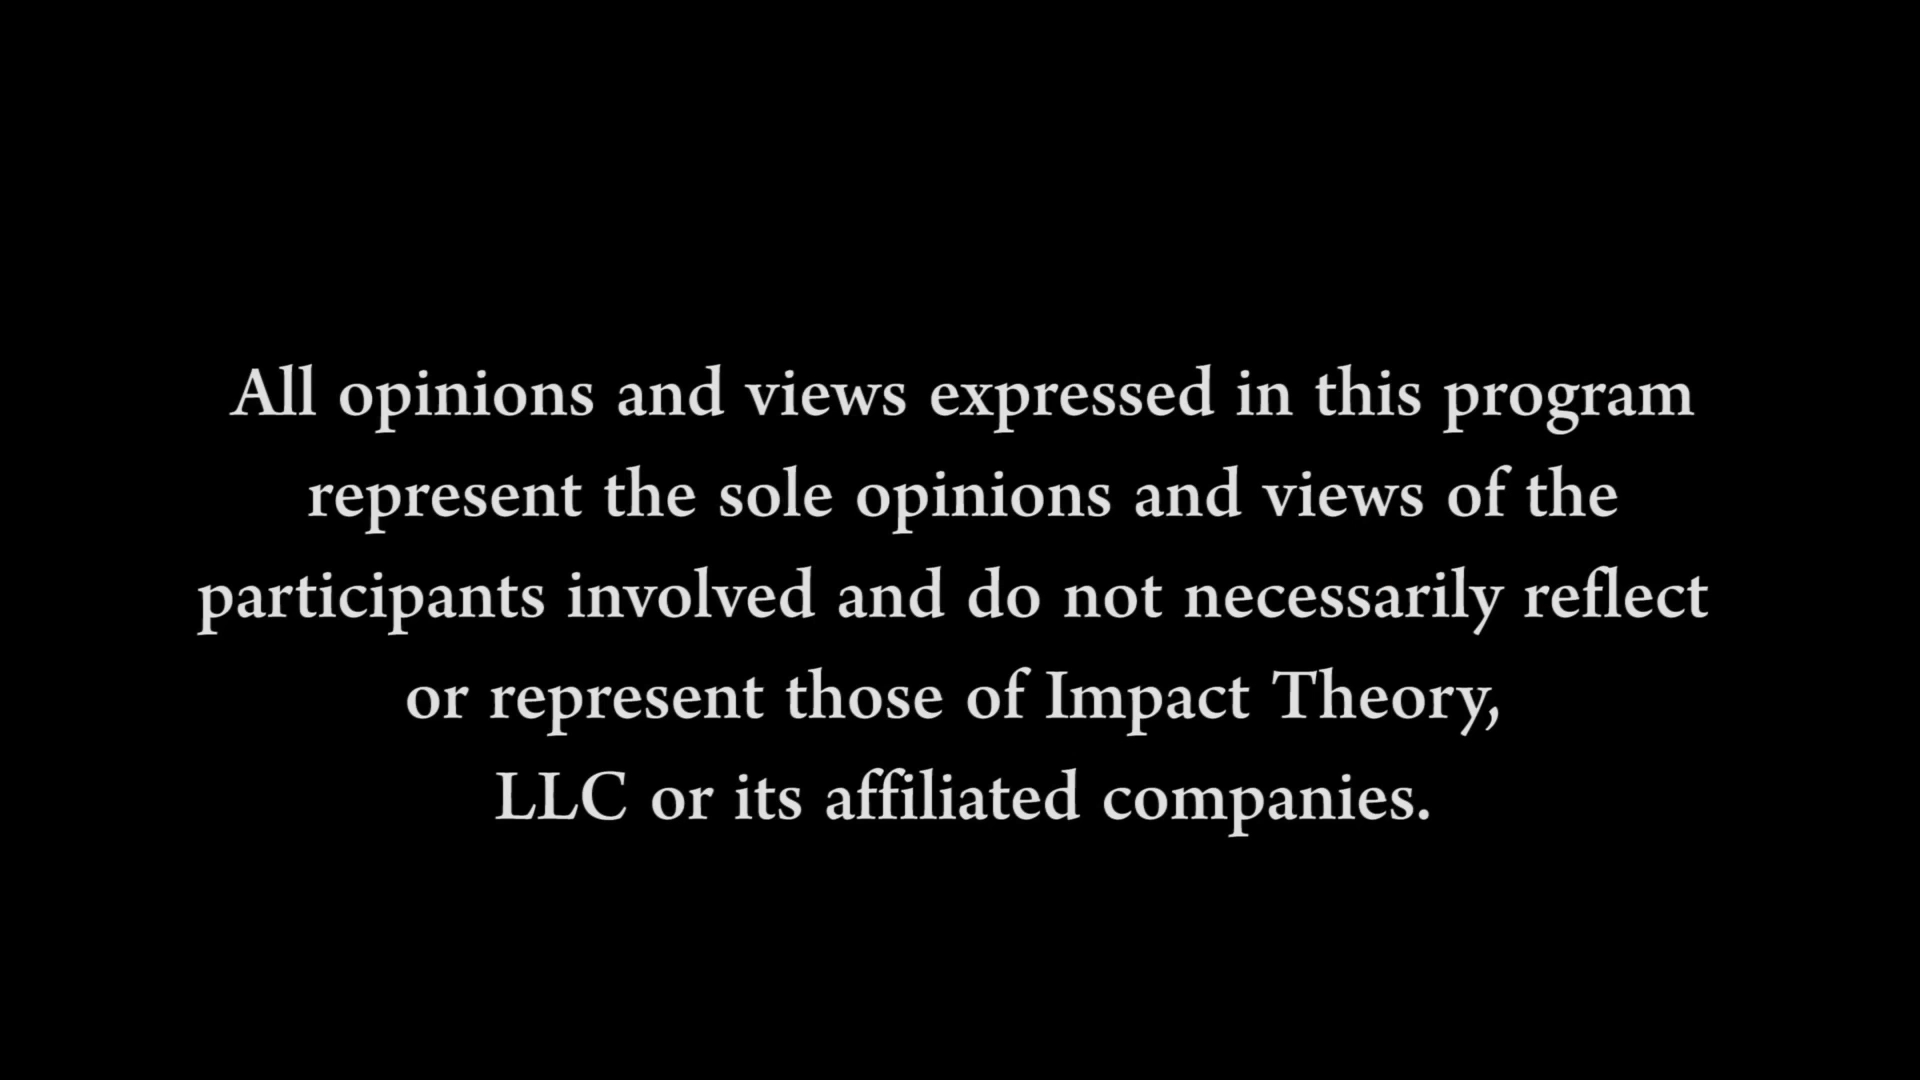 All opinions and views expressed in this program
represent the sole opinions and views of the
participants involved and do not necessarily reflect
or represent those of Impact Theory,
LLC or its affiliated companies.